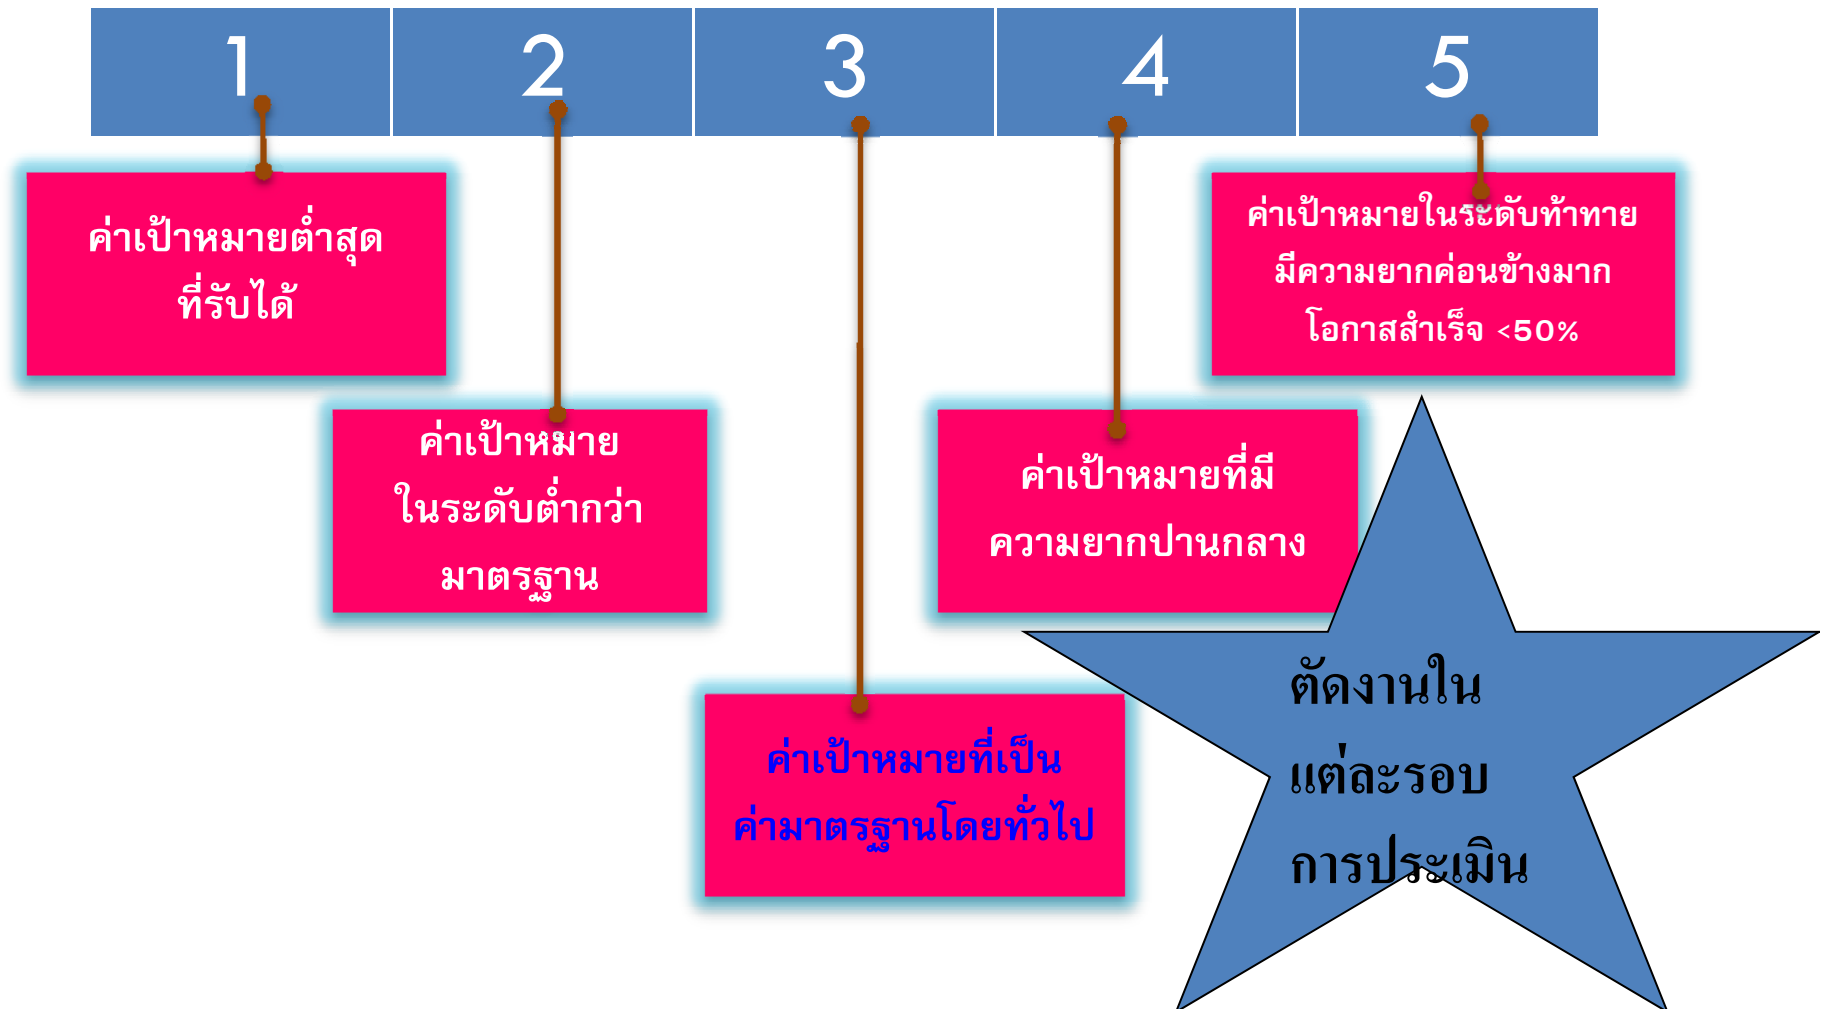 1 2 3 4 5
ค่าเป้าหมายต่ำสุด
ที่รับได้
ค่าเป้าหมาย
ในระดับต่ำกว่า
มาตรฐาน
ค่าเป้าหมายที่เป็น
ค่ามาตรฐานโดยทั่วไป
ค่าเป้าหมายที่มี
ความยากปานกลาง
ค่าเป้าหมายในระดับท้าทาย
มีความยากค่อนข้างมาก
โอกาสสำเร็จ <50%
ตัดงานใน
แต่ละรอบ
การประเมิน